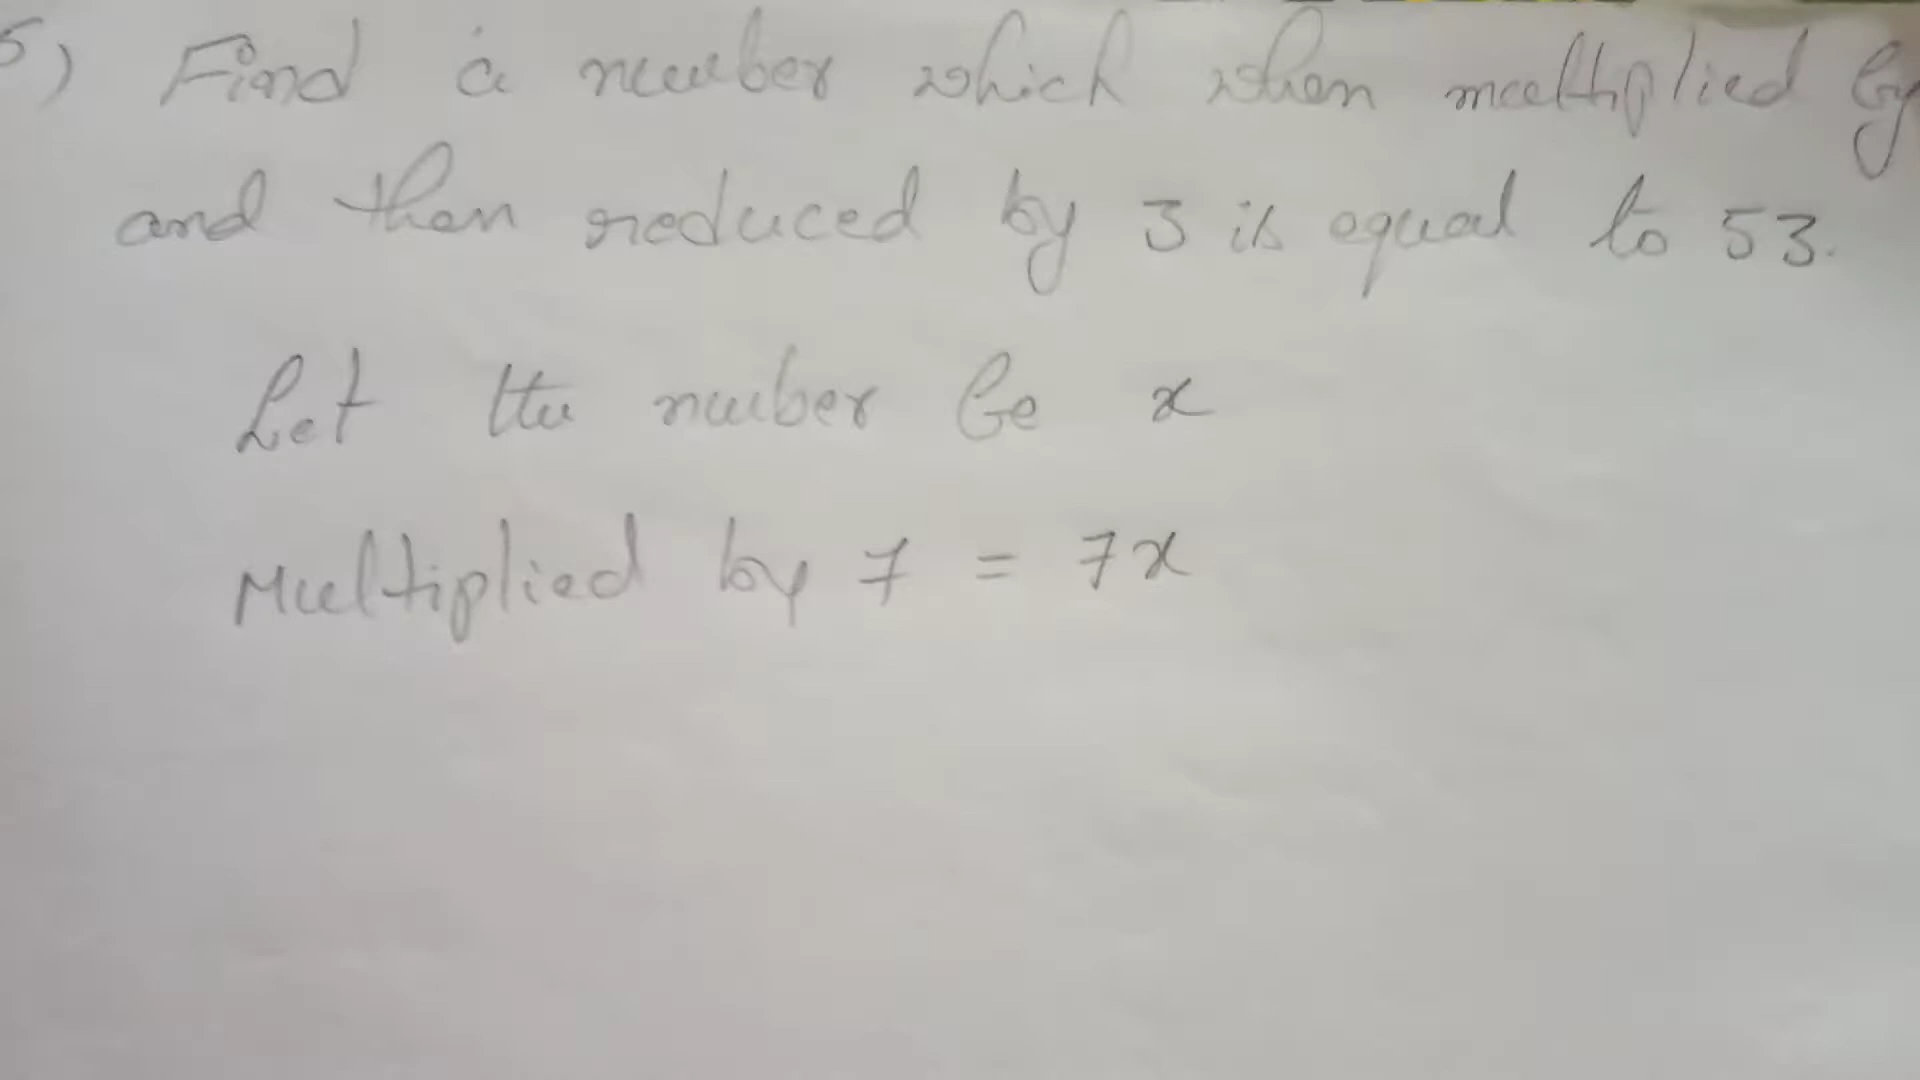 5) Find a number which when multiplied by
and then reduced by 3 is equal to 53.
Let the number be x
Multiplied by 7 = 7x